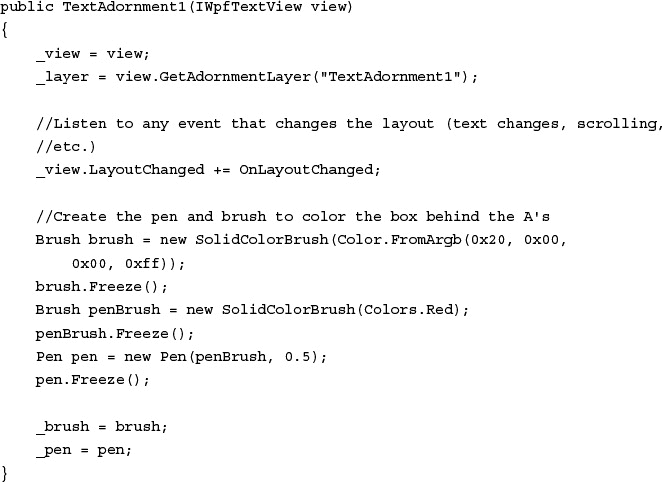 public TextAdornment1(IWpfTextView view)
{
    _view = view;
    _layer = view.GetAdornmentLayer("TextAdornment1");

    //Listen to any event that changes the layout (text changes, scrolling,
    //etc.)
    _view.LayoutChanged += OnLayoutChanged;

    //Create the pen and brush to color the box behind the A's
    Brush brush = new SolidColorBrush(Color.FromArgb(0x20, 0x00,
        0x00, 0xff));
    brush.Freeze();
    Brush penBrush = new SolidColorBrush(Colors.Red);
    penBrush.Freeze();
    Pen pen = new Pen(penBrush, 0.5);
    pen.Freeze();

    _brush = brush;
    _pen = pen;
}